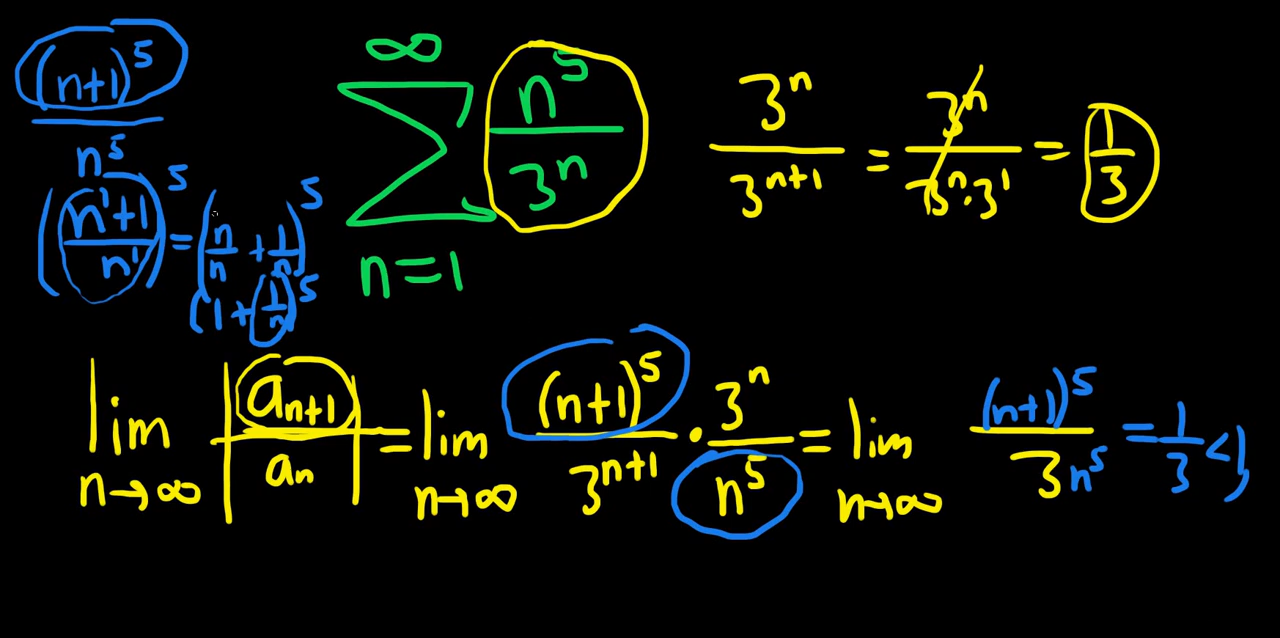 (n+1)^5 / n^5
((n^1+1)/n^1)^5 = (n/n + 1/n)^5
(1 + 1/n)^5
∞ Σ n=1 n^5 / 3^n
3^n / 3^{n+1} = 3^n / (3^n · 3^1) = 1/3
lim n→∞ |a_{n+1} / a_n| = lim n→∞ (n+1)^5 / 3^{n+1} · 3^n / n^5 = lim n→∞ (n+1)^5 / 3n^5 = 1/3 < 1,